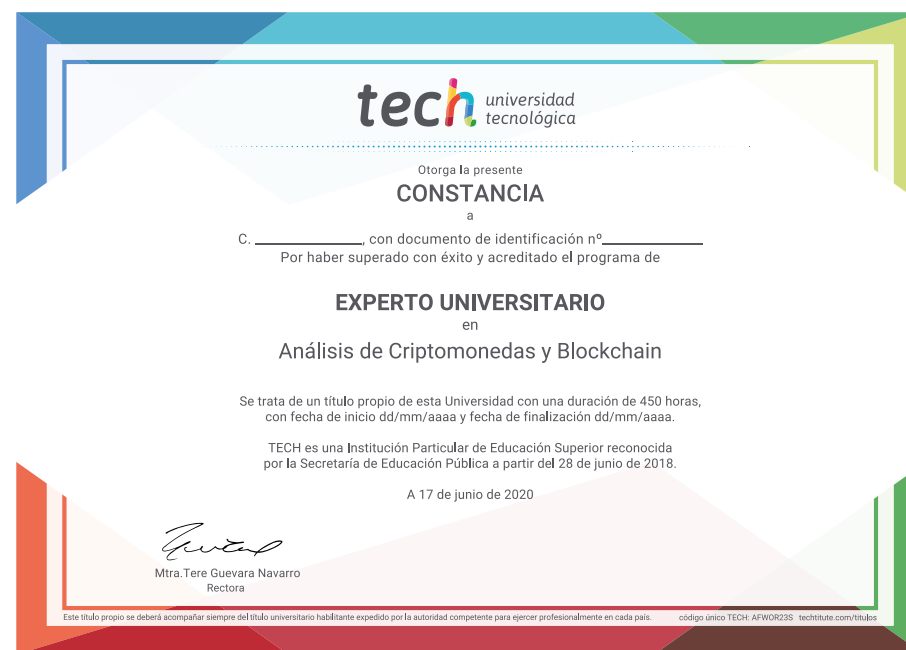 tech universidad
tecnológica
Otorga la presente
CONSTANCIA
a
C. ____________, con documento de identificación nº____________
Por haber superado con éxito y acreditado el programa de
EXPERTO UNIVERSITARIO
en
Análisis de Criptomonedas y Blockchain
Se trata de un título propio de esta Universidad con una duración de 450 horas,
con fecha de inicio dd/mm/aaaa y fecha de finalización dd/mm/aaaa.
TECH es una Institución Particular de Educación Superior reconocida
por la Secretaría de Educación Pública a partir del 28 de junio de 2018.
A 17 de junio de 2020
Mtra.Tere Guevara Navarro
Rectora
Este título propio se deberá acompañar siempre del título universitario habilitante expedido por la autoridad competente para ejercer profesionalmente en cada país. código único TECH: AFWOR23S techtitute.com/titulos